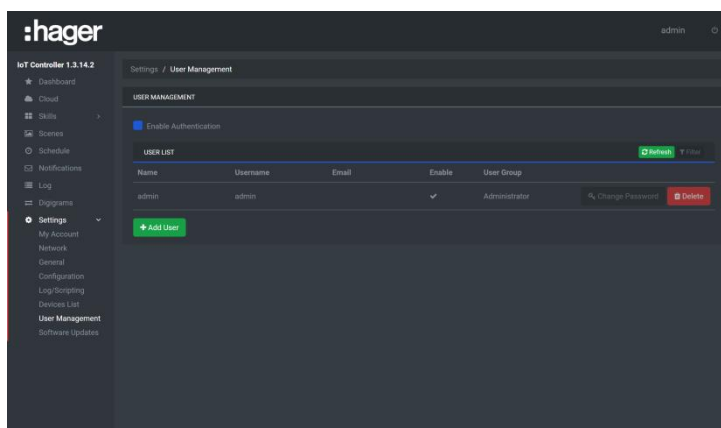 :hager
admin
IoT Controller 1.3.14.2
Dashboard
Cloud
Skills
Scenes
Schedule
Notifications
Log
Digigrams
Settings
My Account
Network
General
Configuration
Log/Scripting
Devices List
User Management
Software Updates
Settings / User Management
USER MANAGEMENT
Enable Authentication
USER LIST Refresh Filter
Name Username Email Enable User Group
admin admin Administrator Change Password Delete
+ Add User